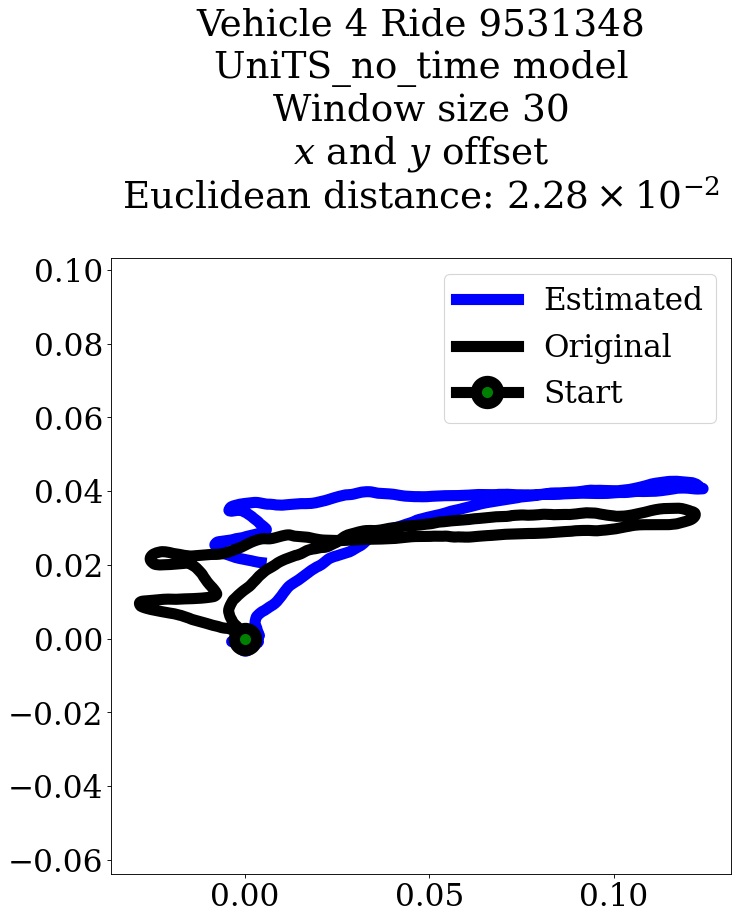 Vehicle 4 Ride 9531348
UniTS_no_time model
Window size 30
x and y offset
Euclidean distance: 2.28 × 10⁻²
Estimated
Original
Start
0.10
0.08
0.06
0.04
0.02
0.00
−0.02
−0.04
−0.06
0.00 0.05 0.10